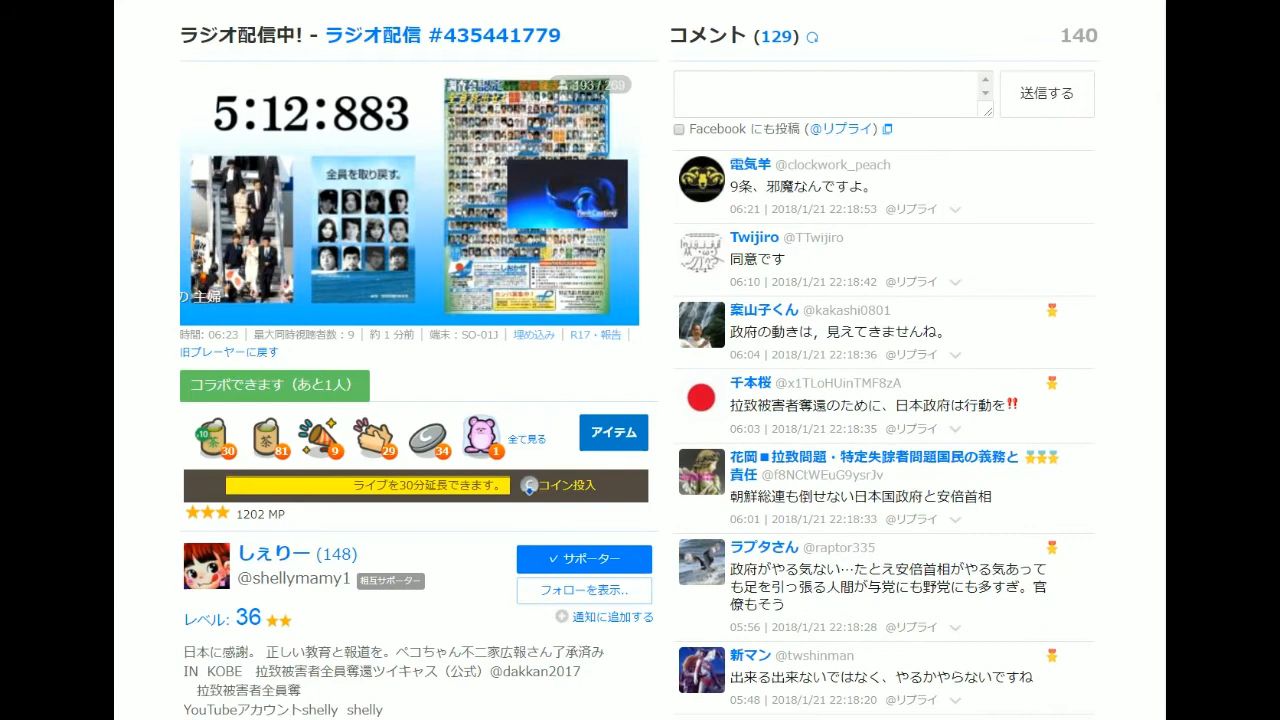 ラジオ配信中! - ラジオ配信 #435441779
5:12:883
193 / 269
全員を取り戻す。
TwitCasting
の 主婦
時間: 06:23 | 最大同時視聴者数 : 9 | 約 1 分前 | 端末 : SO-01J | 埋め込み | R17・報告
旧プレーヤーに戻す
コラボできます（あと1人）
+10 茶 30
茶 81
9
29
34
1
全て見る
アイテム
ライブを30分延長できます。
C コイン投入
1202 MP
しぇりー (148)
@shellymamy1 相互サポーター
✓ サポーター
フォローを表示..
レベル: 36
通知に追加する
日本に感謝。 正しい教育と報道を。ペコちゃん不二家広報さん了承済み
IN KOBE 拉致被害者全員奪還ツイキャス（公式）@dakkan2017
拉致被害者全員奪
YouTubeアカウントshelly shelly
コメント (129)
140
送信する
Facebook にも投稿 (@リプライ)
電気羊 @clockwork_peach
9条、邪魔なんですよ。
06:21 | 2018/1/21 22:18:53 @リプライ
Twijiro @TTwijiro
同意です
06:10 | 2018/1/21 22:18:42 @リプライ
案山子くん @kakashi0801
政府の動きは，見えてきませんね。
06:04 | 2018/1/21 22:18:36 @リプライ
千本桜 @x1TLoHUinTMF8zA
拉致被害者奪還のために、日本政府は行動を‼
06:03 | 2018/1/21 22:18:35 @リプライ
花岡■拉致問題・特定失踪者問題国民の義務と
責任 @f8NCtWEuG9ysrJv
朝鮮総連も倒せない日本国政府と安倍首相
06:01 | 2018/1/21 22:18:33 @リプライ
ラプタさん @raptor335
政府がやる気ない…たとえ安倍首相がやる気あって
も足を引っ張る人間が与党にも野党にも多すぎ。官
僚もそう
05:56 | 2018/1/21 22:18:28 @リプライ
新マン @twshinman
出来る出来ないではなく、やるかやらないですね
05:48 | 2018/1/21 22:18:20 @リプライ